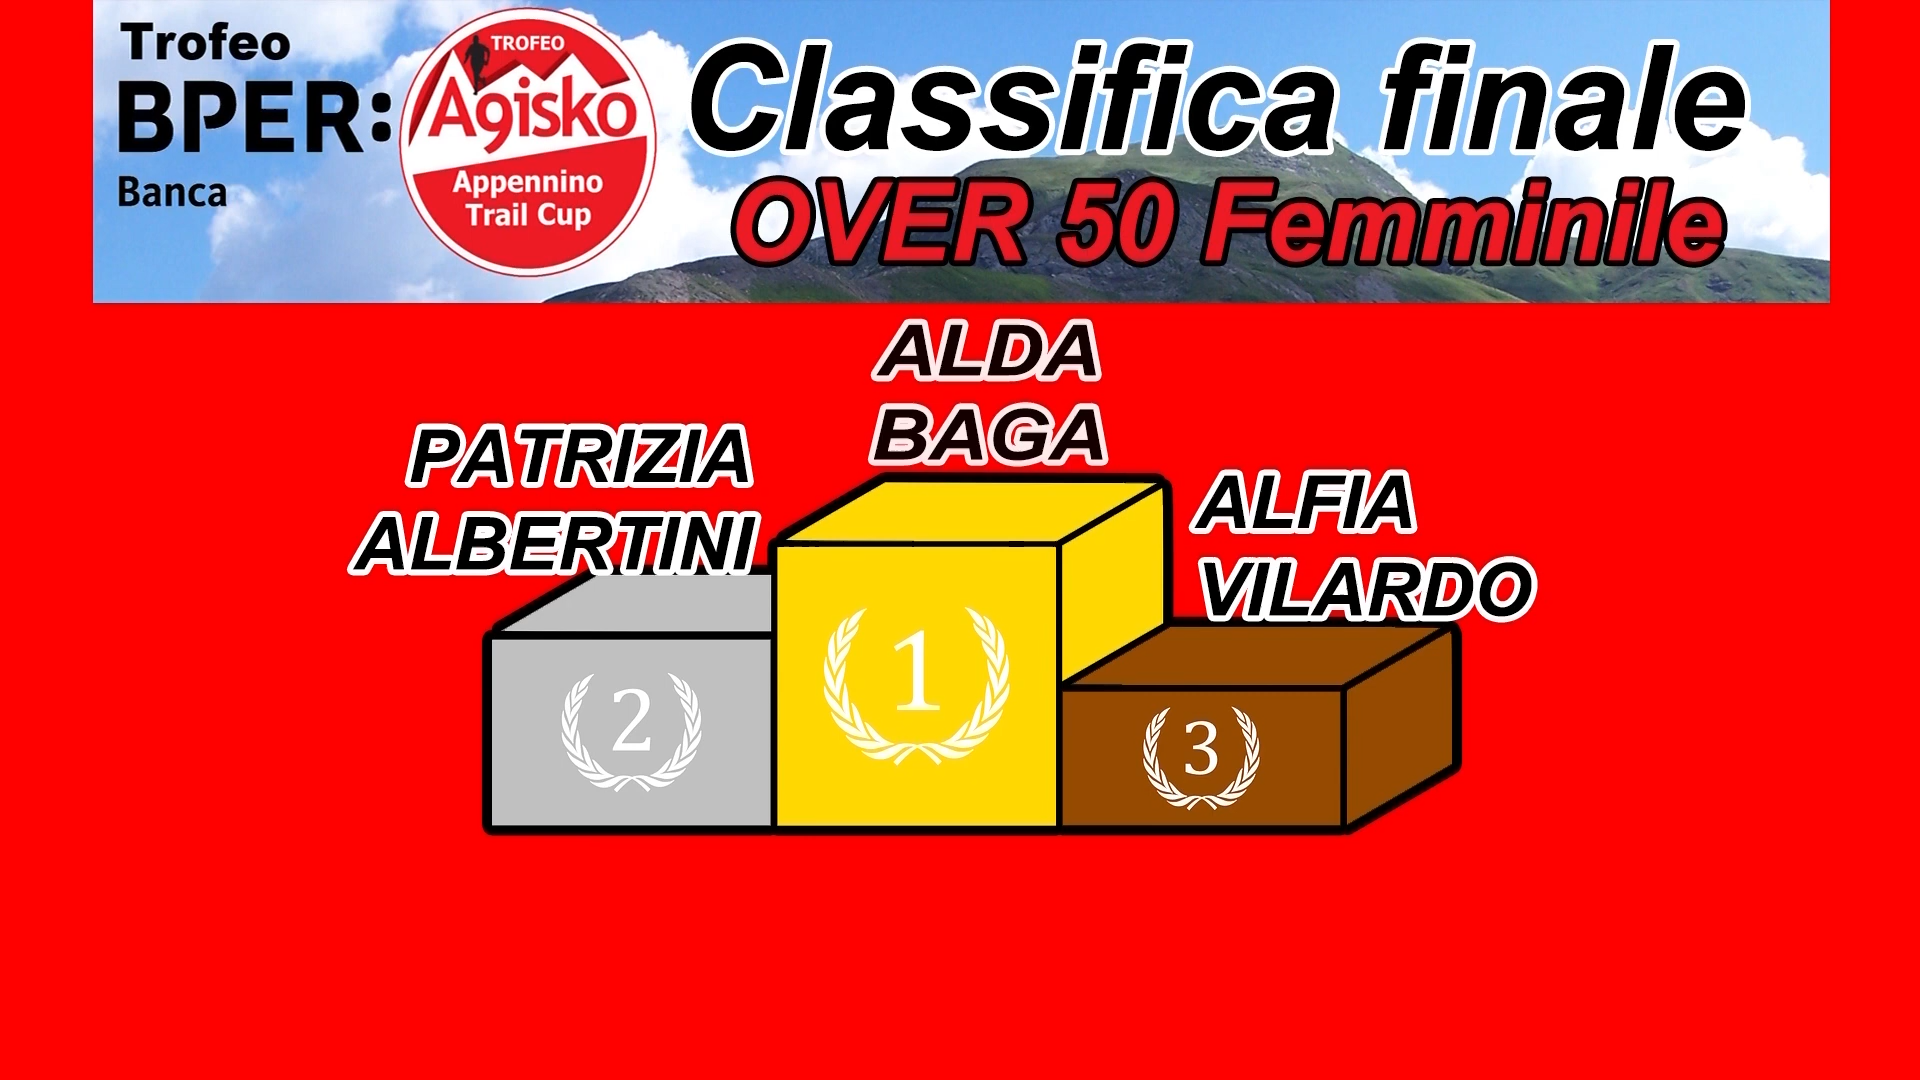 Trofeo
BPER:
Banca
TROFEO
Agisko
Appennino
Trail Cup
Classifica finale
OVER 50 Femminile
ALDA
BAGA
PATRIZIA
ALBERTINI
ALFIA
VILARDO
2
1
3